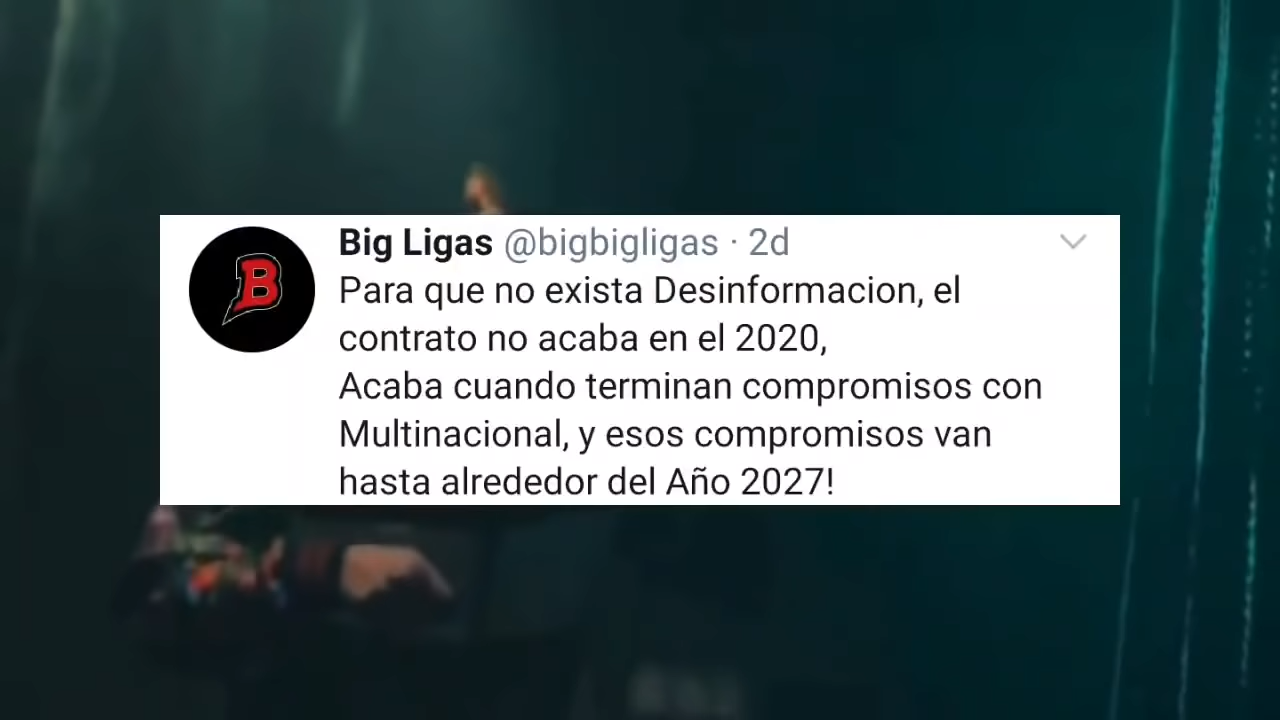 B
Big Ligas @bigbigligas · 2d
Para que no exista Desinformacion, el
contrato no acaba en el 2020,
Acaba cuando terminan compromisos con
Multinacional, y esos compromisos van
hasta alrededor del Año 2027!